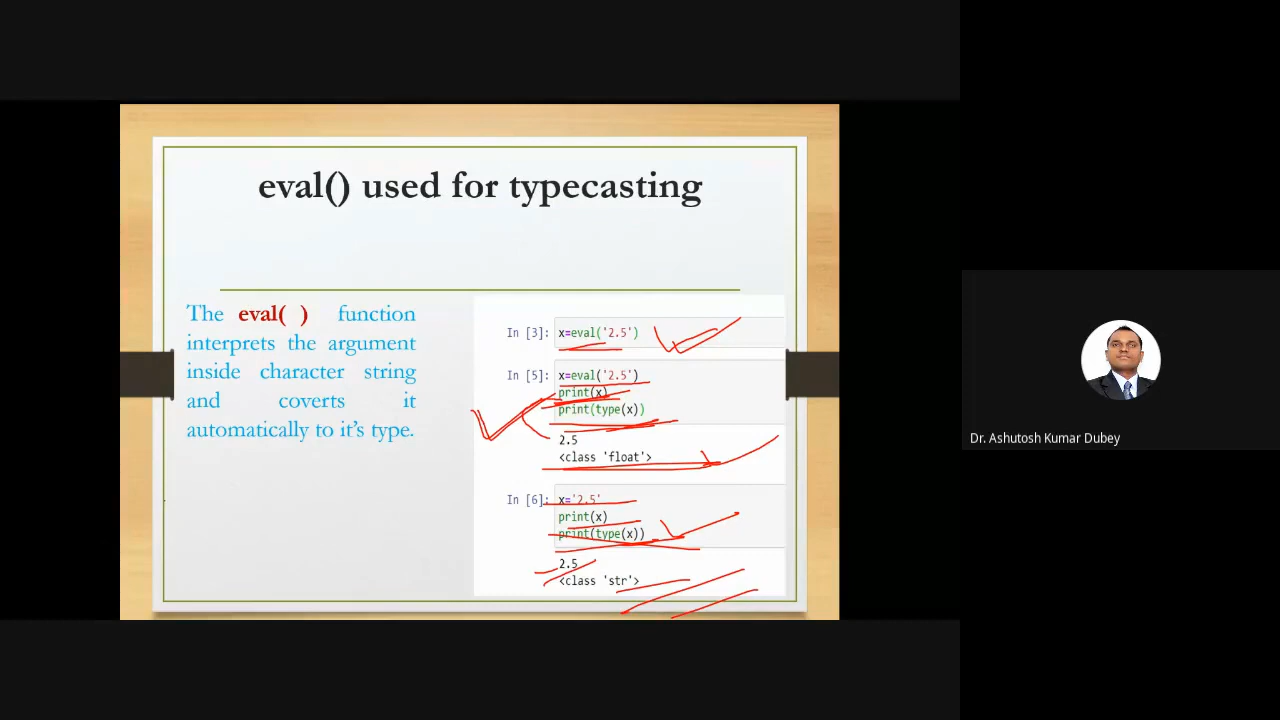 eval() used for typecasting
The eval( ) function
interprets the argument
inside character string
and coverts it
automatically to it's type.
In [3]: x=eval('2.5')
In [5]: x=eval('2.5')
print(x)
print(type(x))
2.5
<class 'float'>
In [6]: x='2.5'
print(x)
print(type(x))
2.5
<class 'str'>
Dr. Ashutosh Kumar Dubey